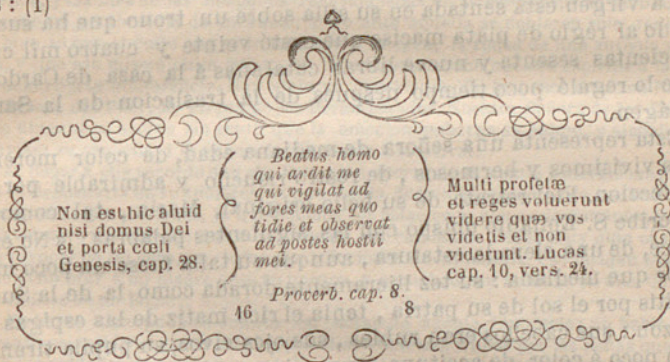 : (1)
Non est hic aluid
nisi domus Dei
et porta cœli
Genesis, cap. 28.
Beatus homo
qui ardit me
qui vigilat ad
fores meas quo
tidie et observat
ad postes hostii
mei.
Proverb. cap. 8.
16 8
Multi profetæ
et reges voluerunt
videre quæ vos
videtis et non
viderunt. Lucas
cap. 10, vers. 24.